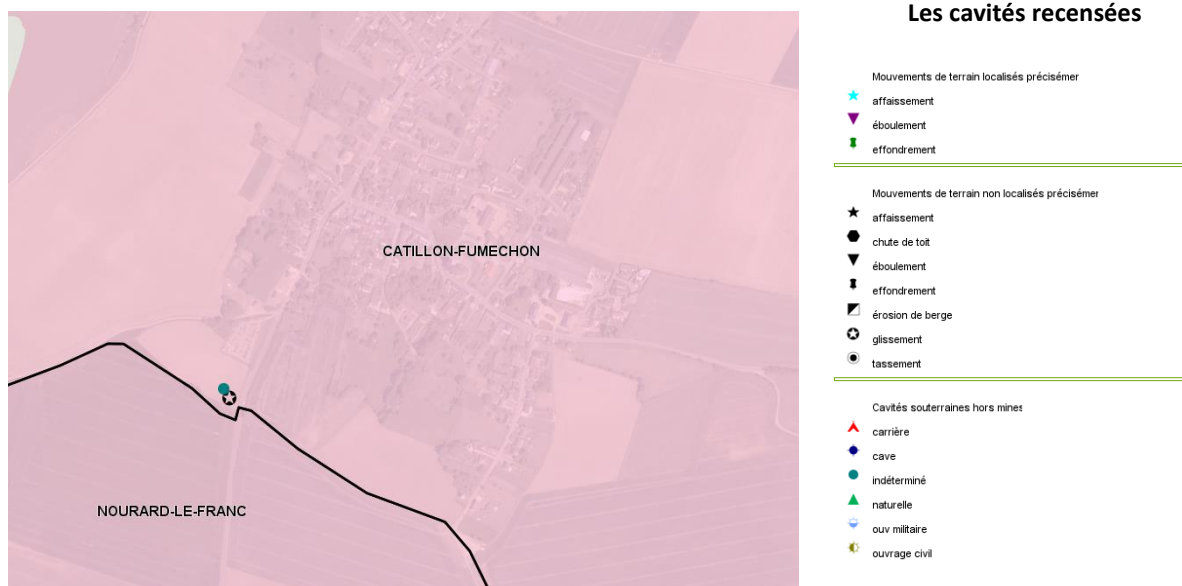 Les cavités recensées
CATILLON-FUMECHON
NOURARD-LE-FRANC
Mouvements de terrain localisés précisémer
affaissement
éboulement
effondrement
Mouvements de terrain non localisés précisémer
affaissement
chute de toit
éboulement
effondrement
érosion de berge
glissement
tassement
Cavités souterraines hors mines
carrière
cave
indéterminé
naturelle
ouv militaire
ouvrage civil